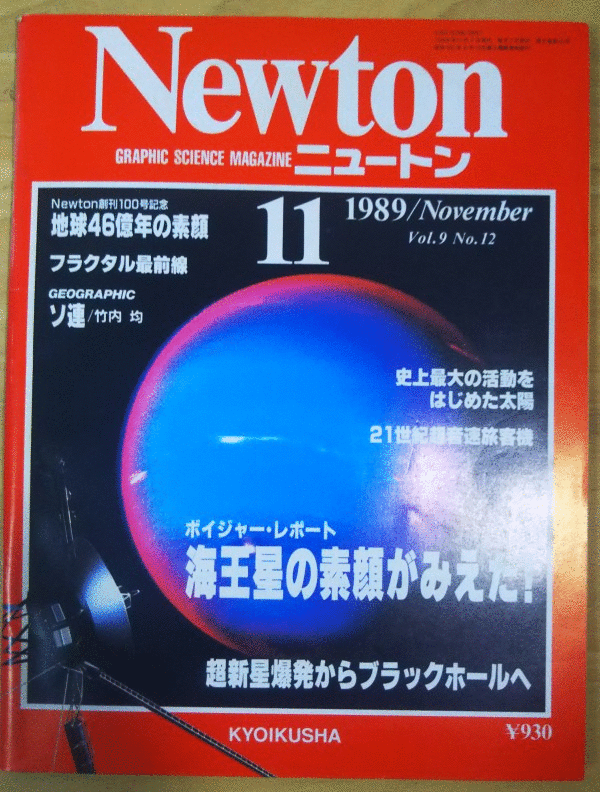 Newton
GRAPHIC SCIENCE MAGAZINE ニュートン
Newton創刊100号記念
地球46億年の素顔
フラクタル最前線
GEOGRAPHIC
ソ連/竹内 均
11
1989/November
Vol.9 No.12
史上最大の活動を
はじめた太陽
21世紀超音速旅客機
ボイジャー・レポート
海王星の素顔がみえた!
超新星爆発からブラックホールへ
KYOIKUSHA
¥930